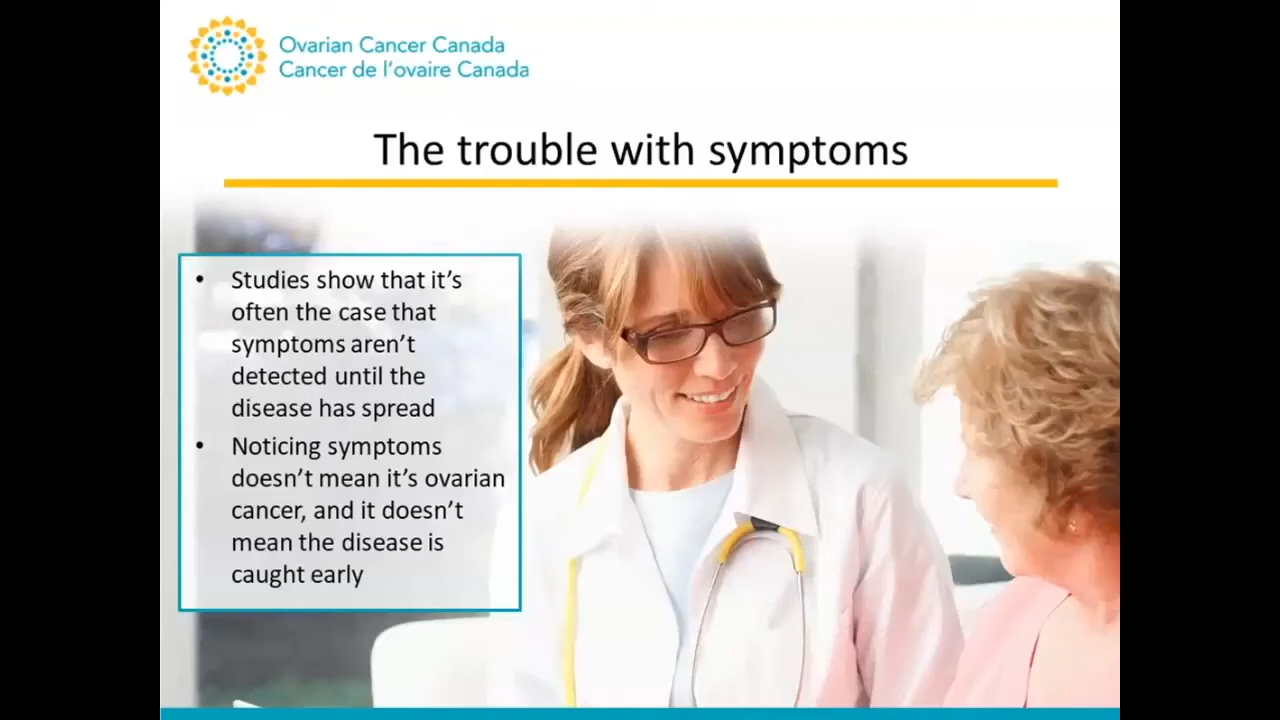 Ovarian Cancer Canada
Cancer de l'ovaire Canada
The trouble with symptoms
• Studies show that it's
often the case that
symptoms aren't
detected until the
disease has spread
• Noticing symptoms
doesn't mean it's ovarian
cancer, and it doesn't
mean the disease is
caught early